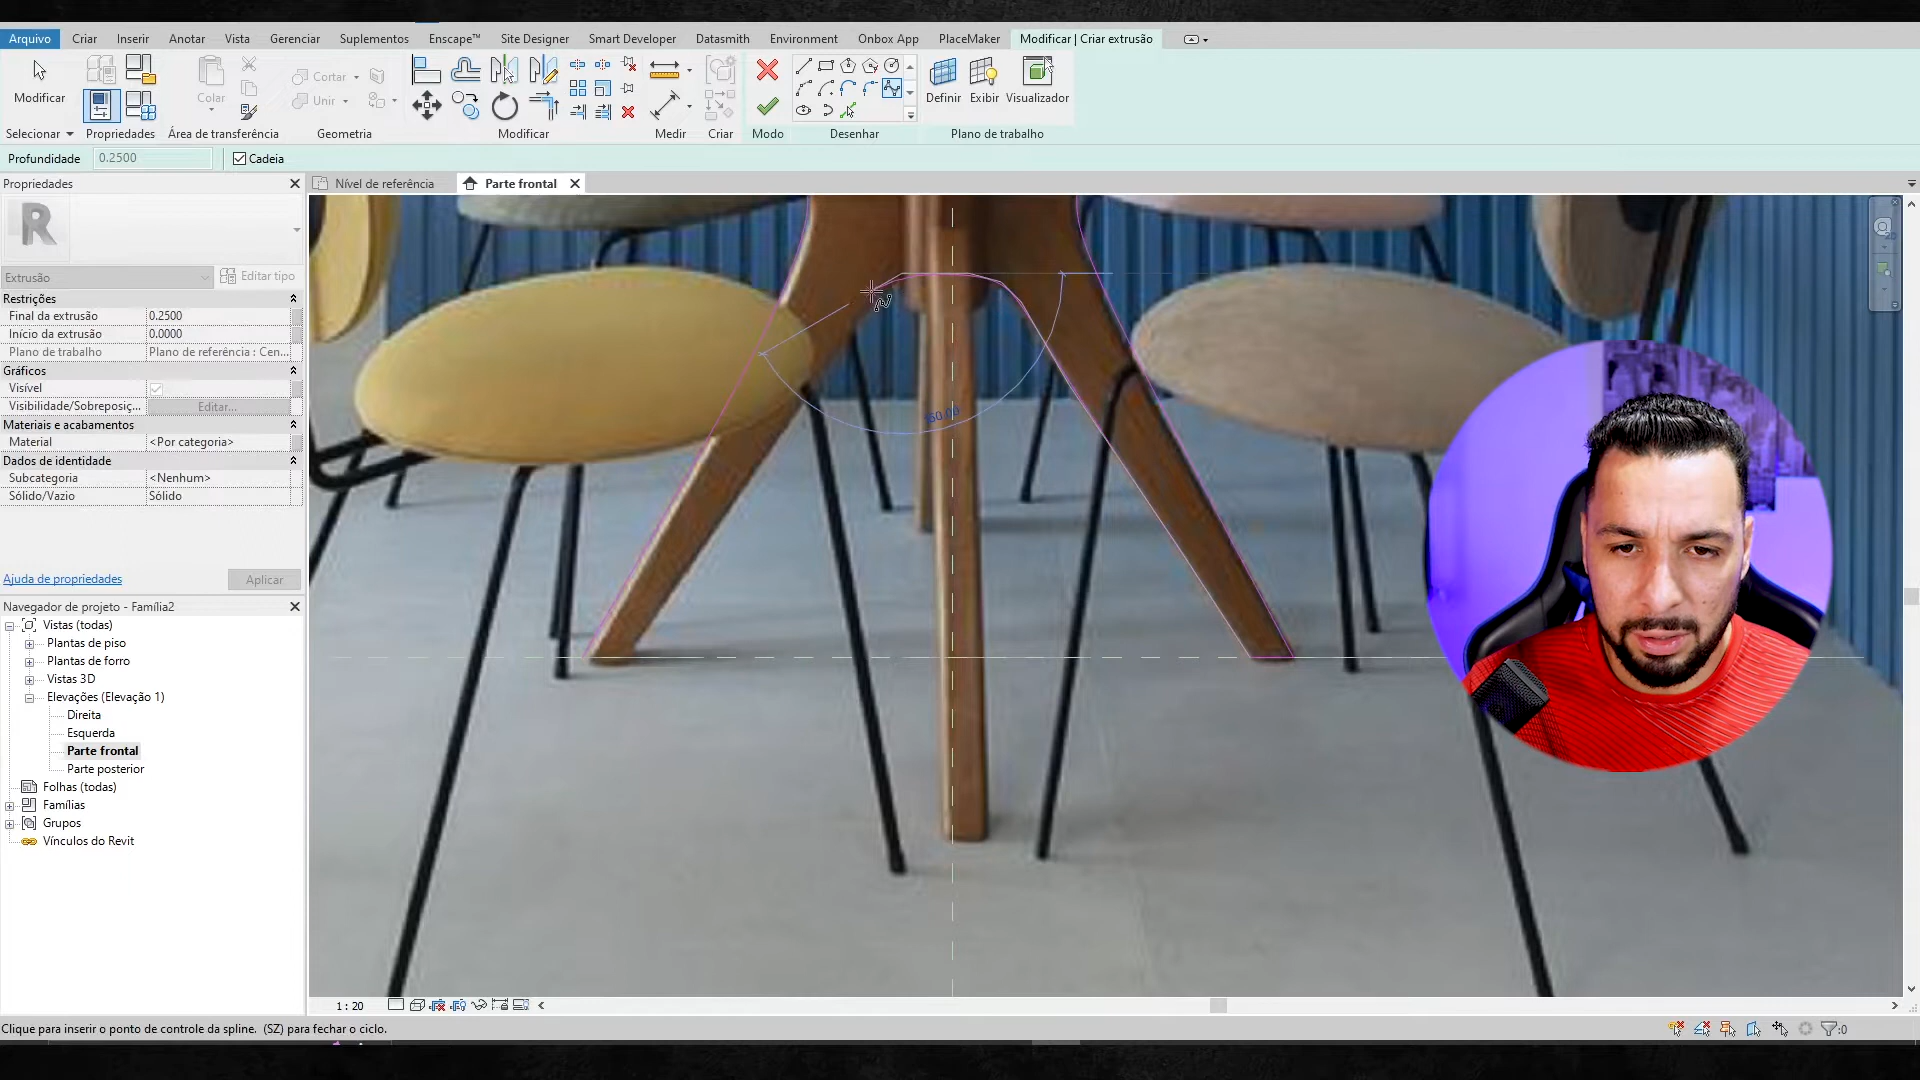 Arquivo Criar Inserir Anotar Vista Gerenciar Suplementos Enscape™ Site Designer Smart Developer Datasmith Environment Onbox App PlaceMaker Modificar | Criar extrusão
Modificar Colar Cortar Unir Definir Exibir Visualizador
Selecionar Propriedades Área de transferência Geometria Modificar Medir Criar Modo Desenhar Plano de trabalho
Profundidade 0.2500 Cadeia
Propriedades Nível de referência Parte frontal
R
Extrusão Editar tipo
Restrições
Final da extrusão 0.2500
Início da extrusão 0.0000
Plano de trabalho Plano de referência : Cen...
Gráficos
Visível
Visibilidade/Sobreposiç... Editar...
Materiais e acabamentos
Material <Por categoria>
Dados de identidade
Subcategoria <Nenhum>
Sólido/Vazio Sólido
Ajuda de propriedades Aplicar
Navegador de projeto - Família2
Vistas (todas)
Plantas de piso
Plantas de forro
Vistas 3D
Elevações (Elevação 1)
Direita
Esquerda
Parte frontal
Parte posterior
Folhas (todas)
Famílias
Grupos
Vínculos do Revit
1 : 20
Clique para inserir o ponto de controle da spline. (SZ) para fechar o ciclo. :0